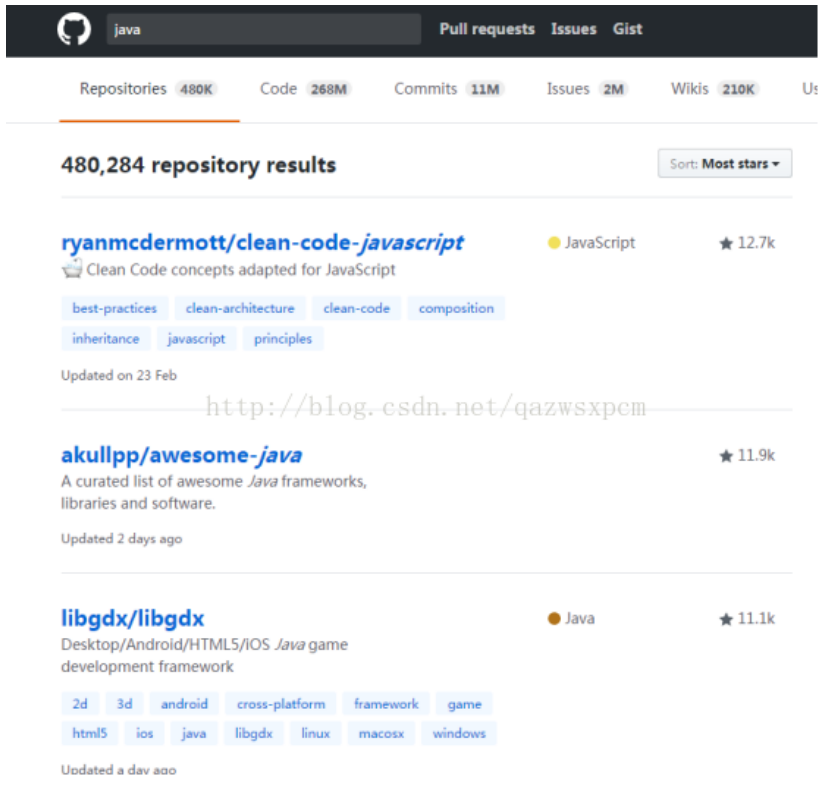 java Pull requests Issues Gist
Repositories 480K Code 268M Commits 11M Issues 2M Wikis 210K Us
480,284 repository results Sort: Most stars
ryanmcdermott/clean-code-javascript JavaScript 12.7k
Clean Code concepts adapted for JavaScript
best-practices clean-architecture clean-code composition
inheritance javascript principles
Updated on 23 Feb
http://blog.csdn.net/qazwsxpcm
akullpp/awesome-java 11.9k
A curated list of awesome Java frameworks,
libraries and software.
Updated 2 days ago
libgdx/libgdx Java 11.1k
Desktop/Android/HTML5/iOS Java game
development framework
2d 3d android cross-platform framework game
html5 ios java libgdx linux macosx windows
Updated a day ago